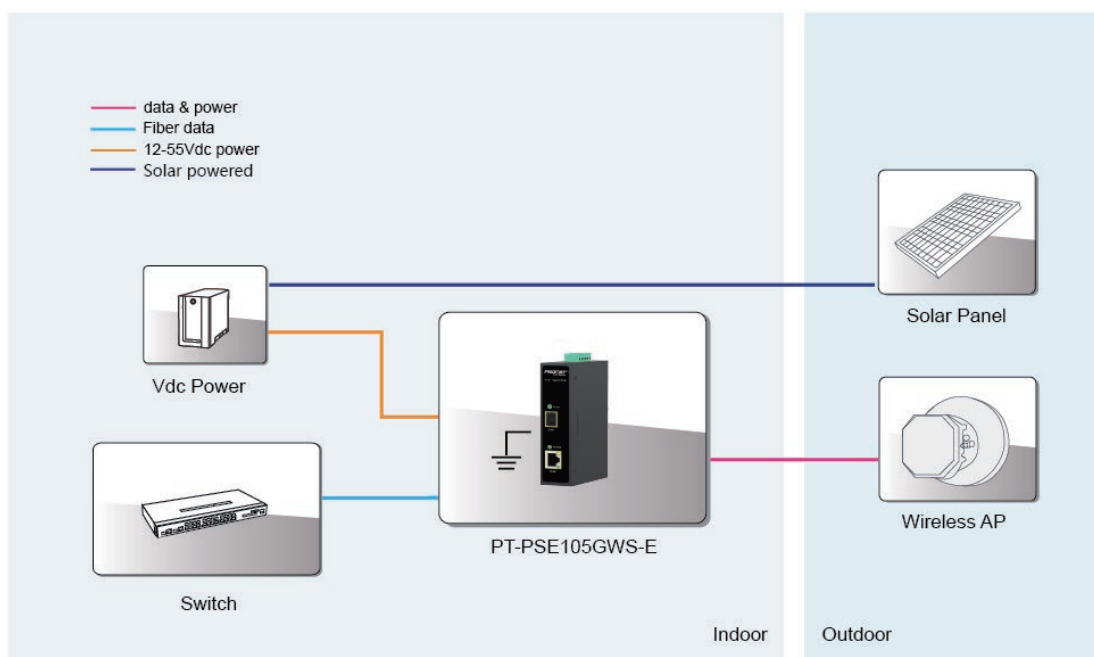 data & power
Fiber data
12-55Vdc power
Solar powered
Solar Panel
Vdc Power
Wireless AP
PT-PSE105GWS-E
Switch
Indoor
Outdoor